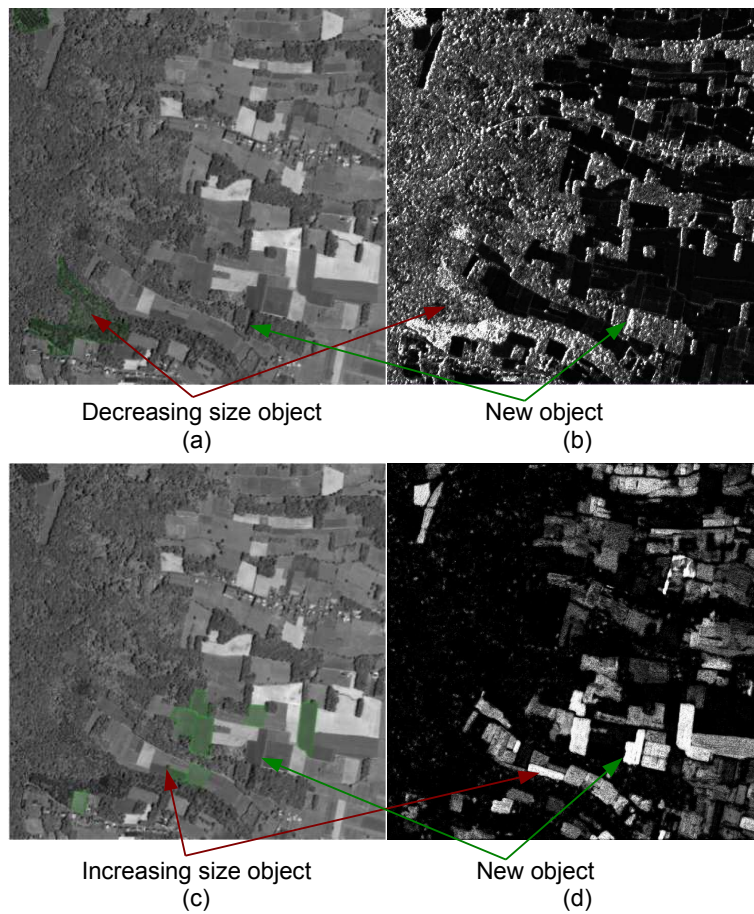 Decreasing size object
New object
(a)
(b)
Increasing size object
New object
(c)
(d)